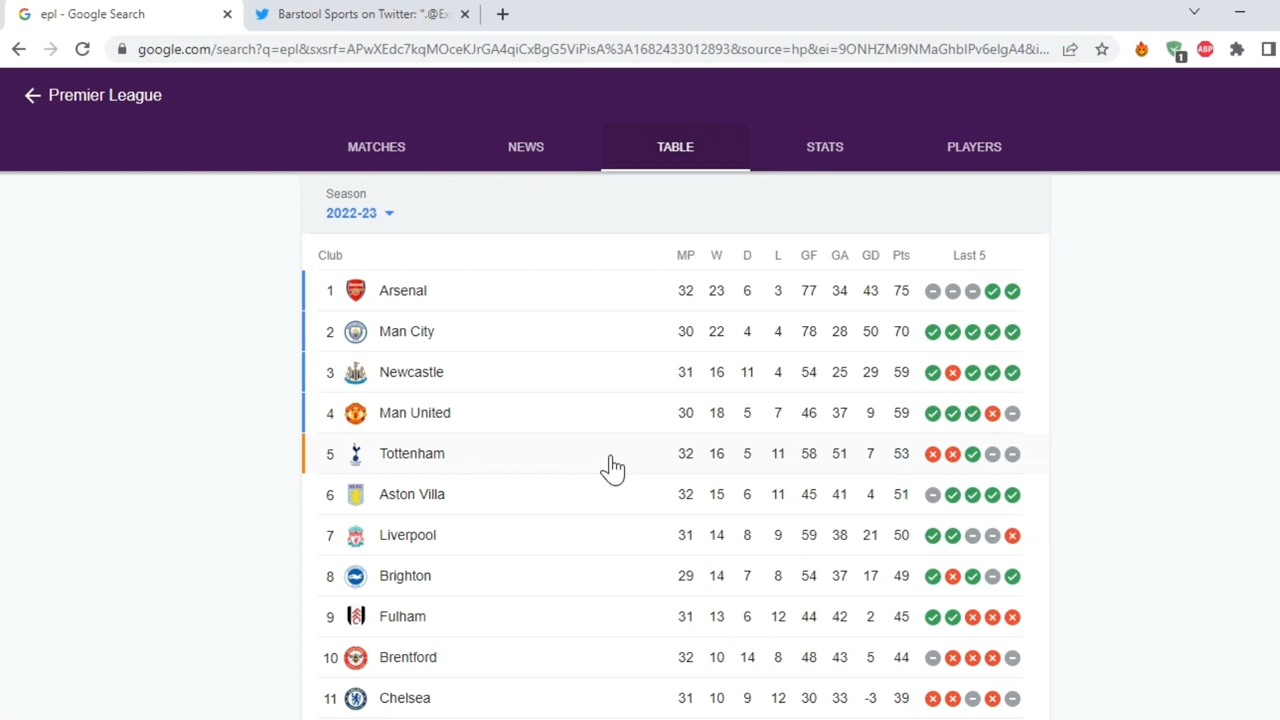 epl - Google Search
Barstool Sports on Twitter: ".@Ex
google.com/search?q=epl&sxsrf=APwXEdc7kqMOceKJrGA4qiCxBgG5ViPisA%3A1682433012893&source=hp&ei=9ONHZMi9NMaGhbIPv6elgA4&i...
1
ABP
Premier League
MATCHES NEWS TABLE STATS PLAYERS
Season
2022-23
Club MP W D L GF GA GD Pts Last 5
1 Arsenal 32 23 6 3 77 34 43 75
2 Man City 30 22 4 4 78 28 50 70
3 Newcastle 31 16 11 4 54 25 29 59
4 Man United 30 18 5 7 46 37 9 59
5 Tottenham 32 16 5 11 58 51 7 53
6 Aston Villa 32 15 6 11 45 41 4 51
7 Liverpool 31 14 8 9 59 38 21 50
8 Brighton 29 14 7 8 54 37 17 49
9 Fulham 31 13 6 12 44 42 2 45
10 Brentford 32 10 14 8 48 43 5 44
11 Chelsea 31 10 9 12 30 33 -3 39